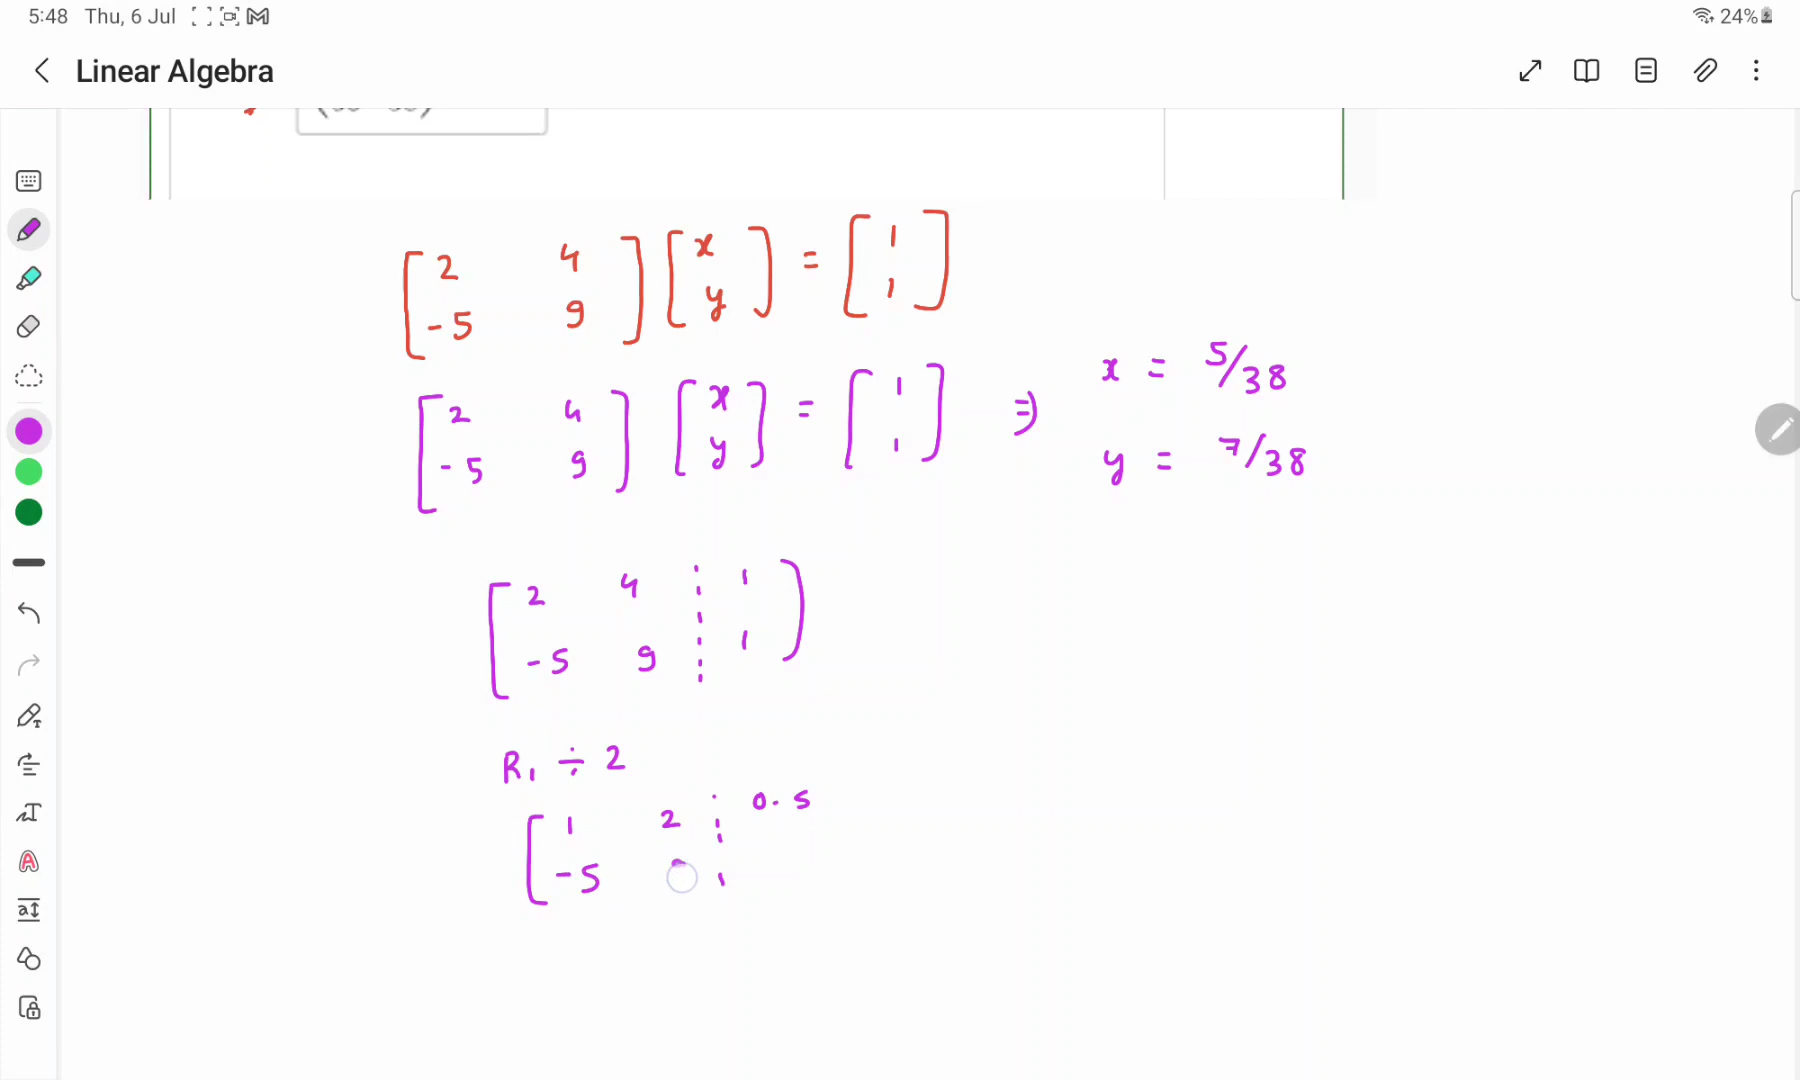 5:48 Thu, 6 Jul 24%
Linear Algebra
[2 4] [x] = [1]
[-5 9] [y] [1]
[2 4] [x] = [1] ⇒ x = 5/38
[-5 9] [y] [1] y = 7/38
[2 4 ⋮ 1)
[-5 9 ⋮ 1)
R₁ ÷ 2
[1 2 ⋮ 0.5
[-5 ⋮